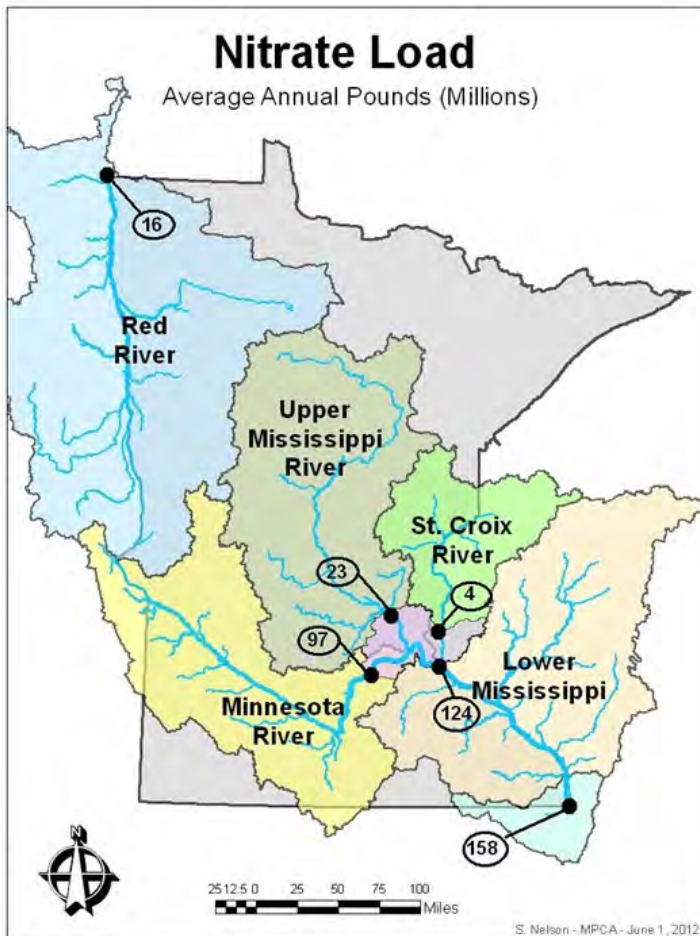 Nitrate Load
Average Annual Pounds (Millions)
16
Red
River
Upper
Mississippi
River
St. Croix
River
23
4
97
Lower
Mississippi
Minnesota
River
124
158
N
25 12.5 0 25 50 75 100
Miles
S. Nelson - MPCA - June 1, 2012